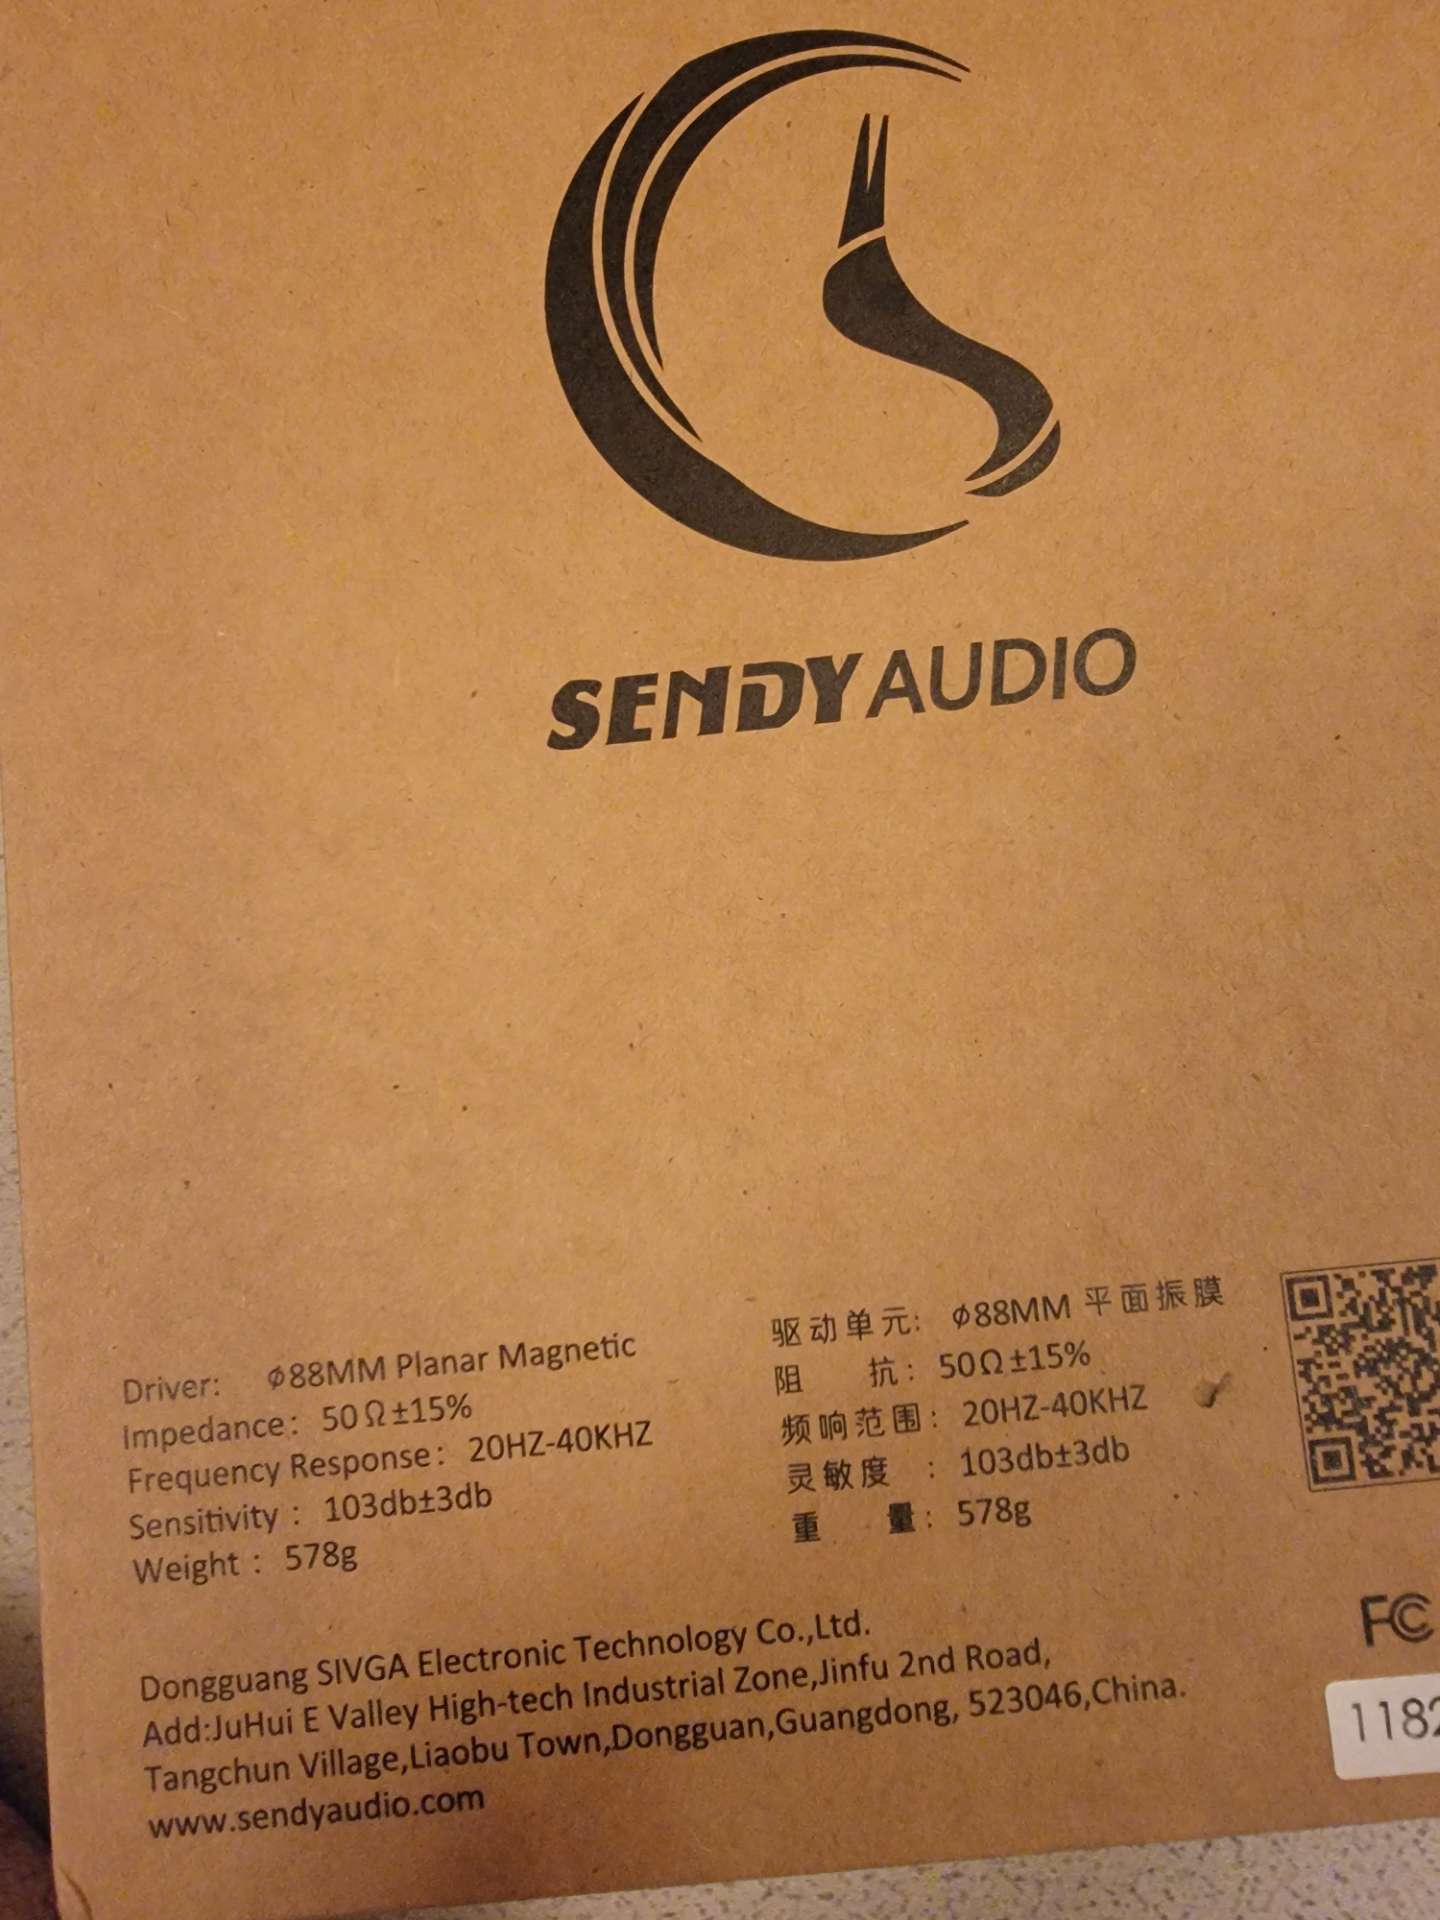 SENDY AUDIO
Driver: φ88MM Planar Magnetic
Impedance: 50Ω±15%
Frequency Response: 20HZ-40KHZ
Sensitivity : 103db±3db
Weight : 578g
驱动单元: φ88MM 平面振膜
阻 抗: 50Ω±15%
频响范围: 20HZ-40KHZ
灵敏度 : 103db±3db
重 量: 578g
Dongguang SIVGA Electronic Technology Co.,Ltd.
Add:JuHui E Valley High-tech Industrial Zone,Jinfu 2nd Road,
Tangchun Village,Liaobu Town,Dongguan,Guangdong, 523046,China.
www.sendyaudio.com
FC
1182